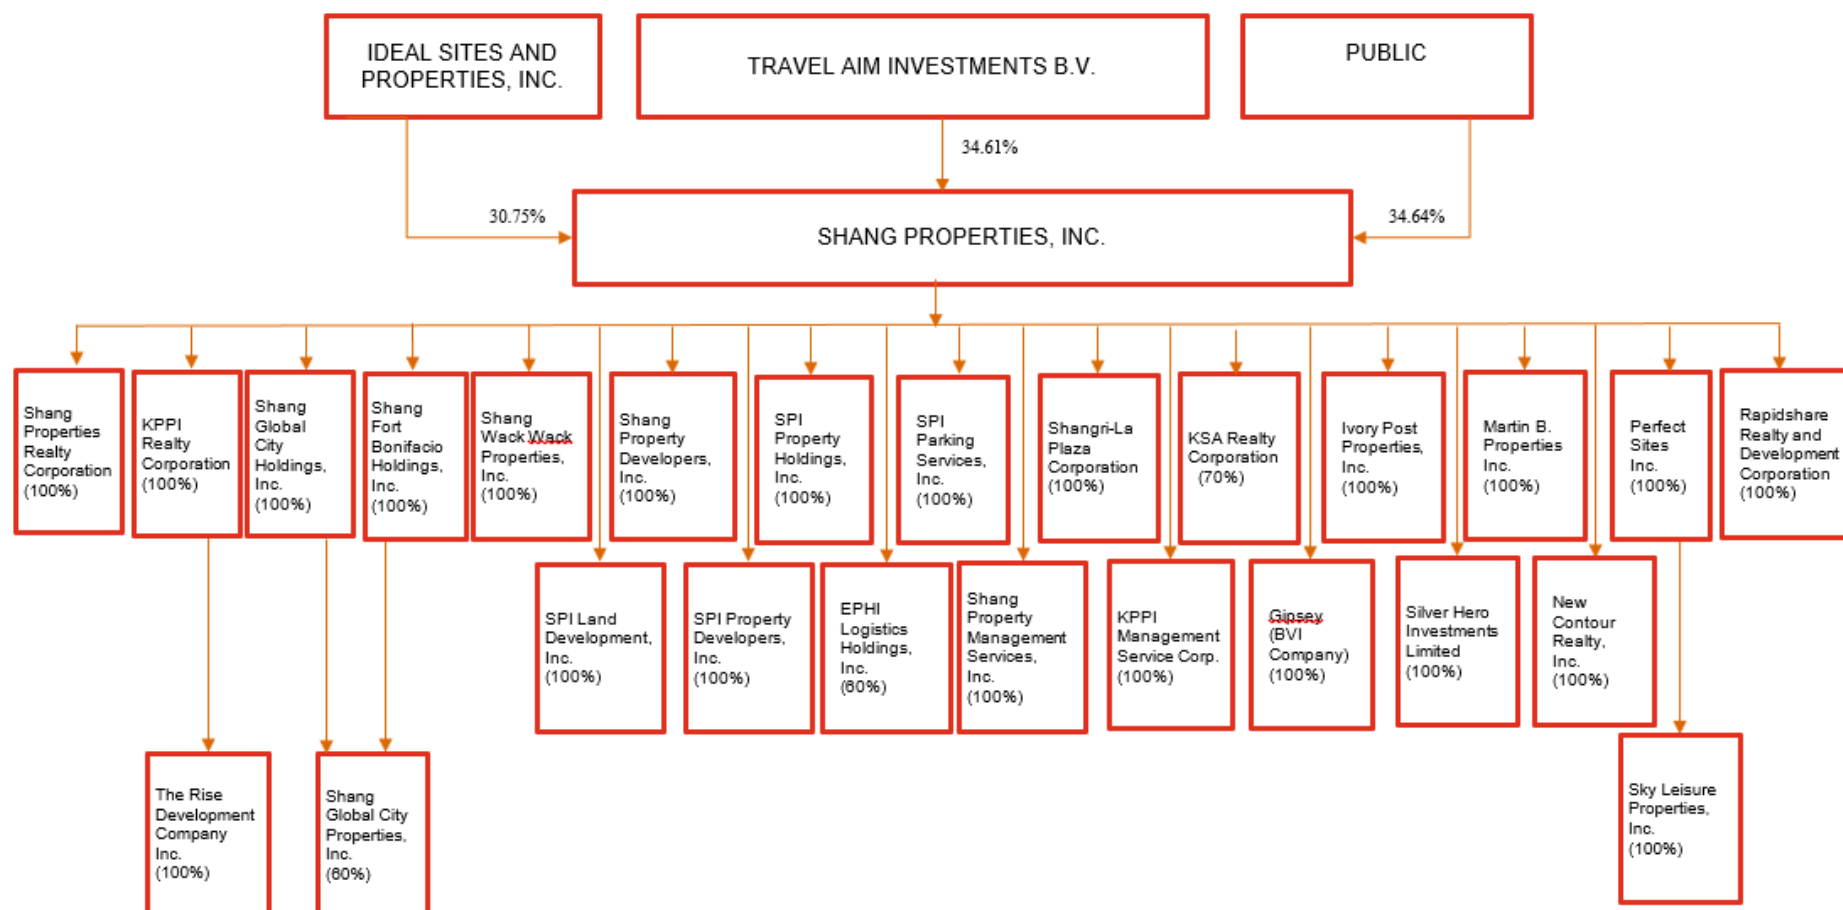 IDEAL SITES AND
PROPERTIES, INC.
TRAVEL AIM INVESTMENTS B.V.
PUBLIC
34.61%
30.75%
34.64%
SHANG PROPERTIES, INC.
Shang
Properties
Realty
Corporation
(100%)
KPPI
Realty
Corporation
(100%)
Shang
Global
City
Holdings,
Inc.
(100%)
Shang
Fort
Bonifacio
Holdings,
Inc.
(100%)
Shang
Wack Wack
Properties,
Inc.
(100%)
Shang
Property
Developers,
Inc.
(100%)
SPI
Property
Holdings,
Inc.
(100%)
SPI
Parking
Services,
Inc.
(100%)
Shangri-La
Plaza
Corporation
(100%)
KSA Realty
Corporation
(70%)
Ivory Post
Properties,
Inc.
(100%)
Martin B.
Properties
Inc.
(100%)
Perfect
Sites
Inc.
(100%)
Rapidshare
Realty and
Development
Corporation
(100%)
SPI Land
Development,
Inc.
(100%)
SPI Property
Developers,
Inc.
(100%)
EPHI
Logistics
Holdings,
Inc.
(60%)
Shang
Property
Management
Services,
Inc.
(100%)
KPPI
Management
Service Corp.
(100%)
Gipsey
(BVI
Company)
(100%)
Silver Hero
Investments
Limited
(100%)
New
Contour
Realty,
Inc.
(100%)
The Rise
Development
Company
Inc.
(100%)
Shang
Global City
Properties,
Inc.
(60%)
Sky Leisure
Properties,
Inc.
(100%)